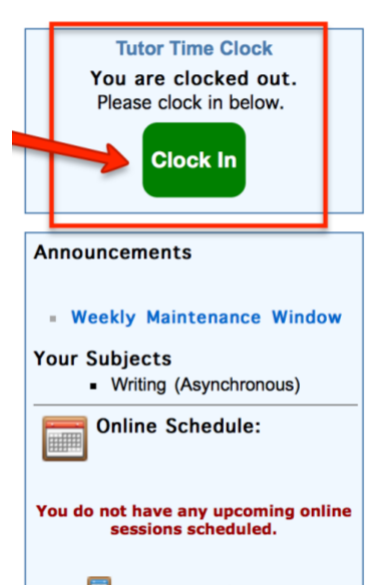 Tutor Time Clock
You are clocked out.
Please clock in below.
Clock In
Announcements
Weekly Maintenance Window
Your Subjects
Writing (Asynchronous)
Online Schedule:
You do not have any upcoming online
sessions scheduled.